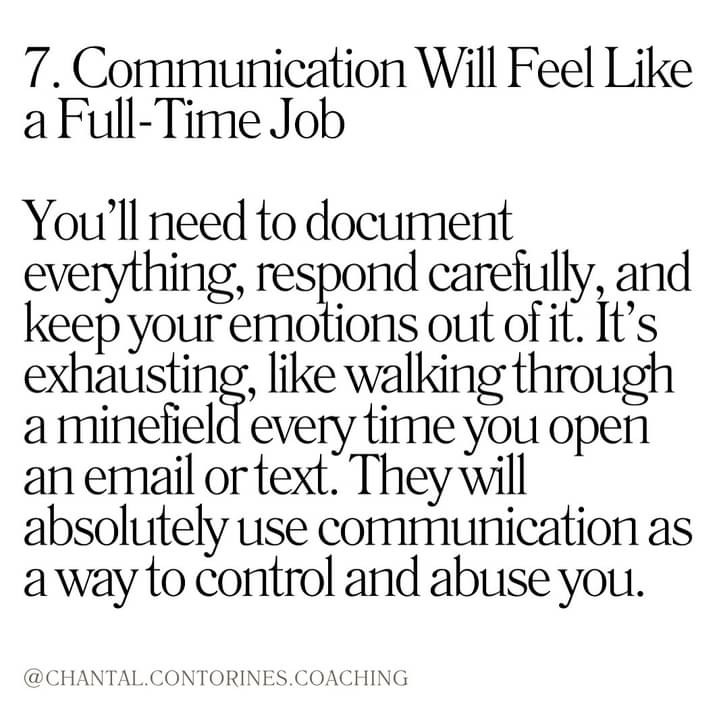 7. Communication Will Feel Like
a Full-Time Job
You’ll need to document
everything, respond carefully, and
keep your emotions out of it. It’s
exhausting, like walking through
a minefield every time you open
an email or text. They will
absolutely use communication as
a way to control and abuse you.
@CHANTAL.CONTORINES.COACHING